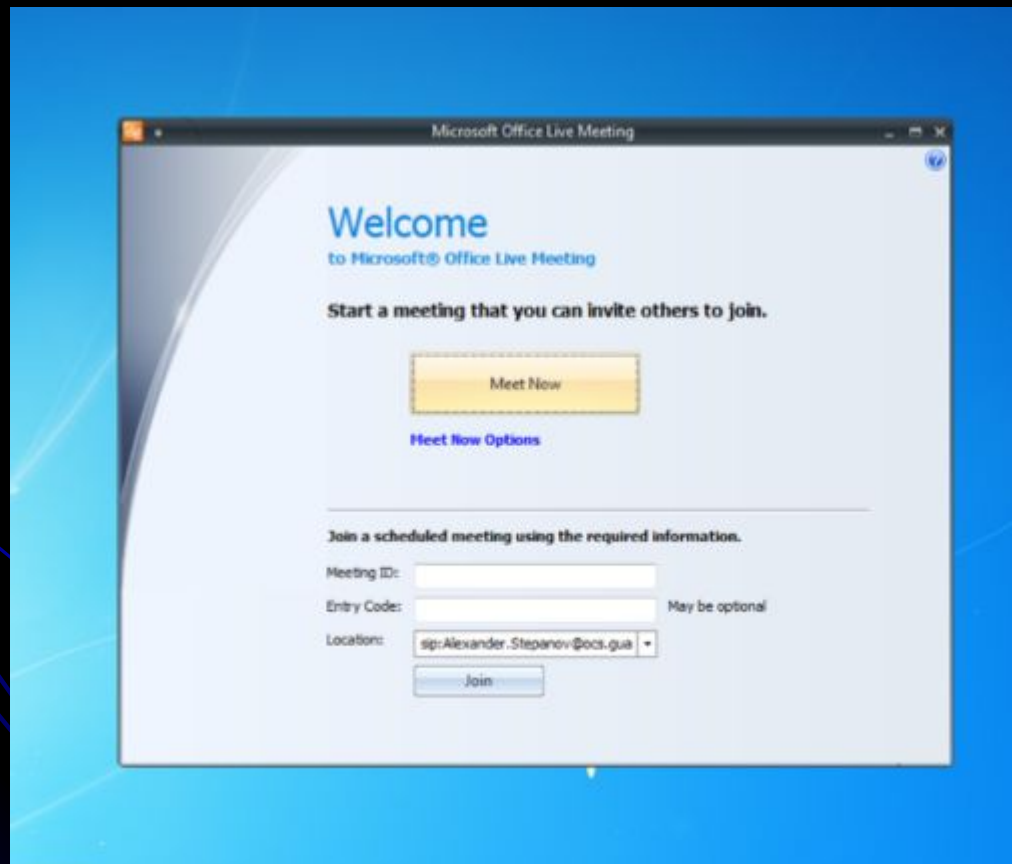 Microsoft Office Live Meeting
Welcome
to Microsoft® Office Live Meeting
Start a meeting that you can invite others to join.
Meet Now
Meet Now Options
Join a scheduled meeting using the required information.
Meeting ID:
Entry Code:
May be optional
Location:
sip:Alexander.Stepanov@ocs.gua
Join